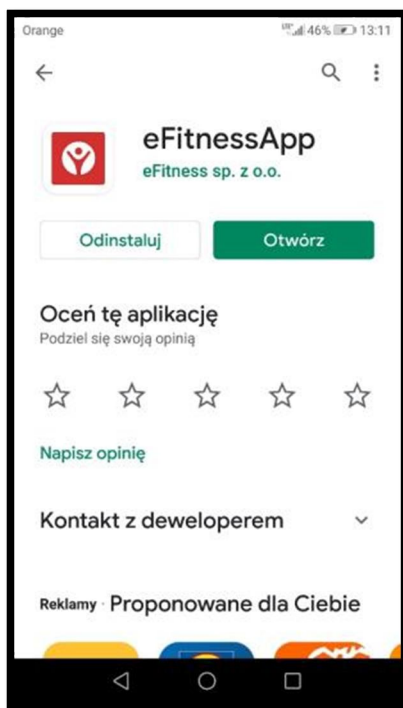 Orange LTE 46% 13:11
eFitnessApp
eFitness sp. z o.o.
Odinstaluj Otwórz
Oceń tę aplikację
Podziel się swoją opinią
Napisz opinię
Kontakt z deweloperem
Reklamy · Proponowane dla Ciebie